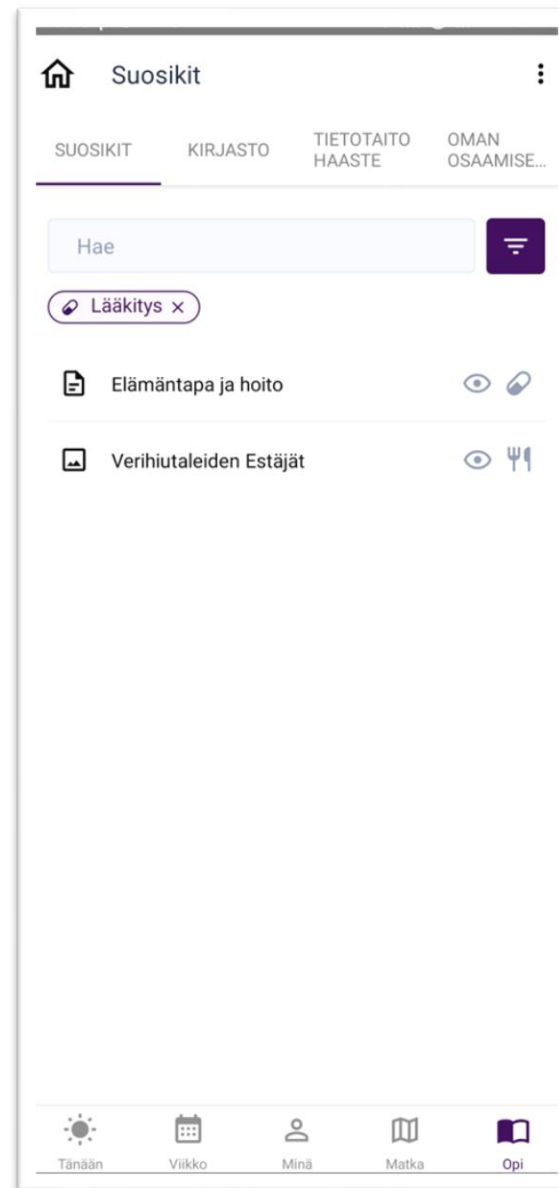 Suosikit
SUOSIKIT
KIRJASTO
TIETOTAITO
HAASTE
OMAN
OSAAMISE...
Hae
Lääkitys ×
Elämäntapa ja hoito
Verihiutaleiden Estäjät
Tänään
Viikko
Minä
Matka
Opi